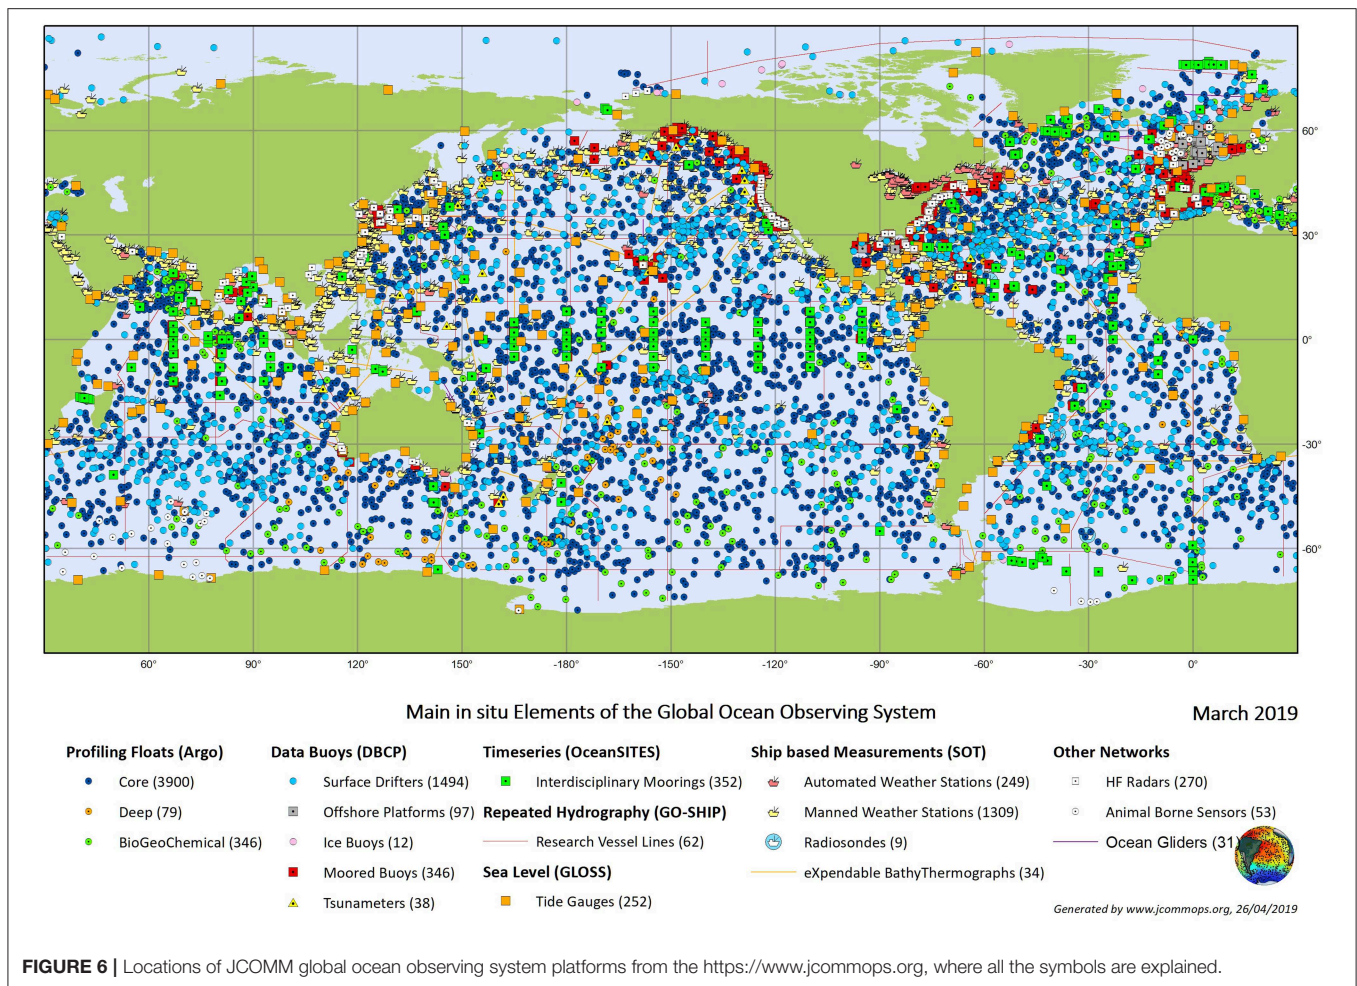 60°
30°
0°
-30°
-60°
60° 90° 120° 150° -180° -150° -120° -90° -60° -30° 0°
Main in situ Elements of the Global Ocean Observing System March 2019
Profiling Floats (Argo) Data Buoys (DBCP) Timeseries (OceanSITES) Ship based Measurements (SOT) Other Networks
Core (3900) Surface Drifters (1494) Interdisciplinary Moorings (352) Automated Weather Stations (249) HF Radars (270)
Deep (79) Offshore Platforms (97) Repeated Hydrography (GO-SHIP) Manned Weather Stations (1309) Animal Borne Sensors (53)
BioGeoChemical (346) Ice Buoys (12) Research Vessel Lines (62) Radiosondes (9) Ocean Gliders (31)
Moored Buoys (346) Sea Level (GLOSS) eXpendable BathyThermographs (34)
Tsunameters (38) Tide Gauges (252)
Generated by www.jcommops.org, 26/04/2019
FIGURE 6 | Locations of JCOMM global ocean observing system platforms from the https://www.jcommops.org, where all the symbols are explained.